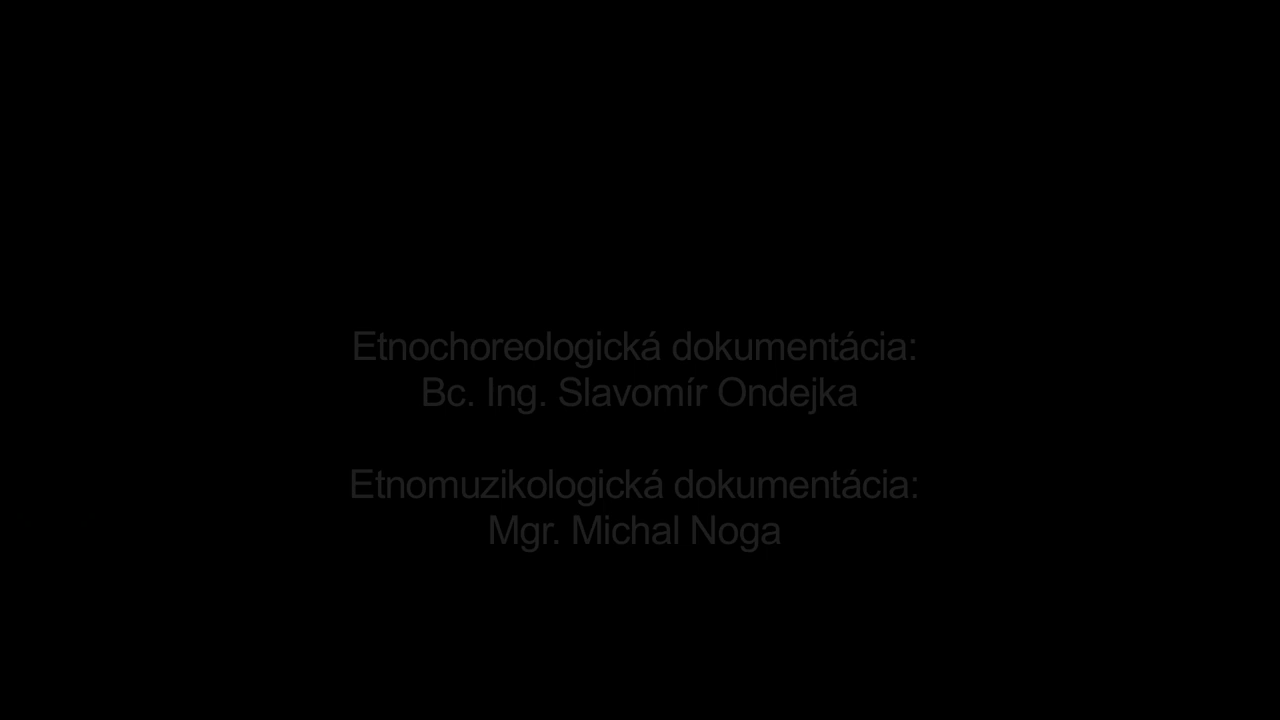 Etnochoreologická dokumentácia:
Bc. Ing. Slavomír Ondejka
Etnomuzikologická dokumentácia:
Mgr. Michal Noga